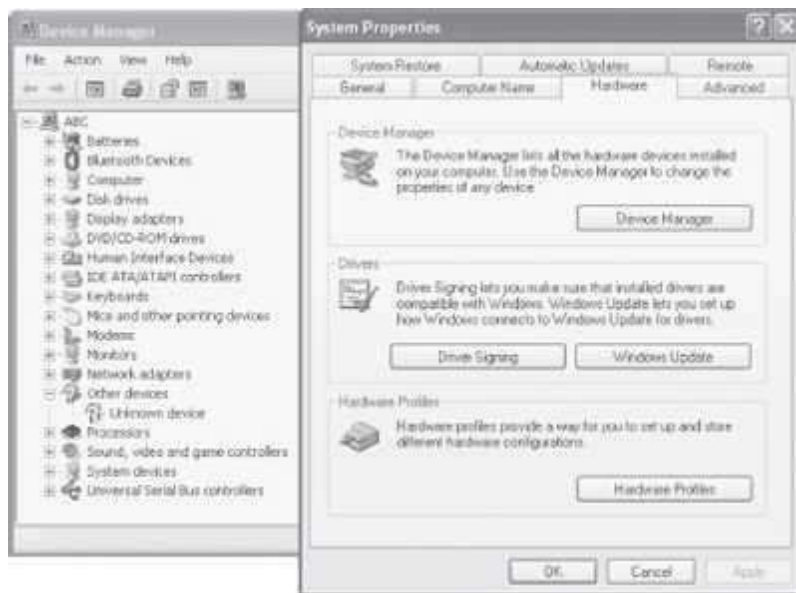 Device Manager
File Action View Help
ABC
Batteries
Bluetooth Devices
Computer
Disk drives
Display adapters
DVD/CD-ROM drives
Human Interface Devices
IDE ATA/ATAPI controllers
Keyboards
Mice and other pointing devices
Modems
Monitors
Network adapters
Other devices
Unknown device
Processors
Sound, video and game controllers
System devices
Universal Serial Bus controllers
System Properties
System Restore Automatic Updates Remote
General Computer Name Hardware Advanced
Device Manager
The Device Manager lists all the hardware devices installed
on your computer. Use the Device Manager to change the
properties of any device.
Device Manager
Drivers
Driver Signing lets you make sure that installed drivers are
compatible with Windows. Windows Update lets you set up
how Windows connects to Windows Update for drivers.
Driver Signing Windows Update
Hardware Profiles
Hardware profiles provide a way for you to set up and store
different hardware configurations.
Hardware Profiles
OK Cancel Apply